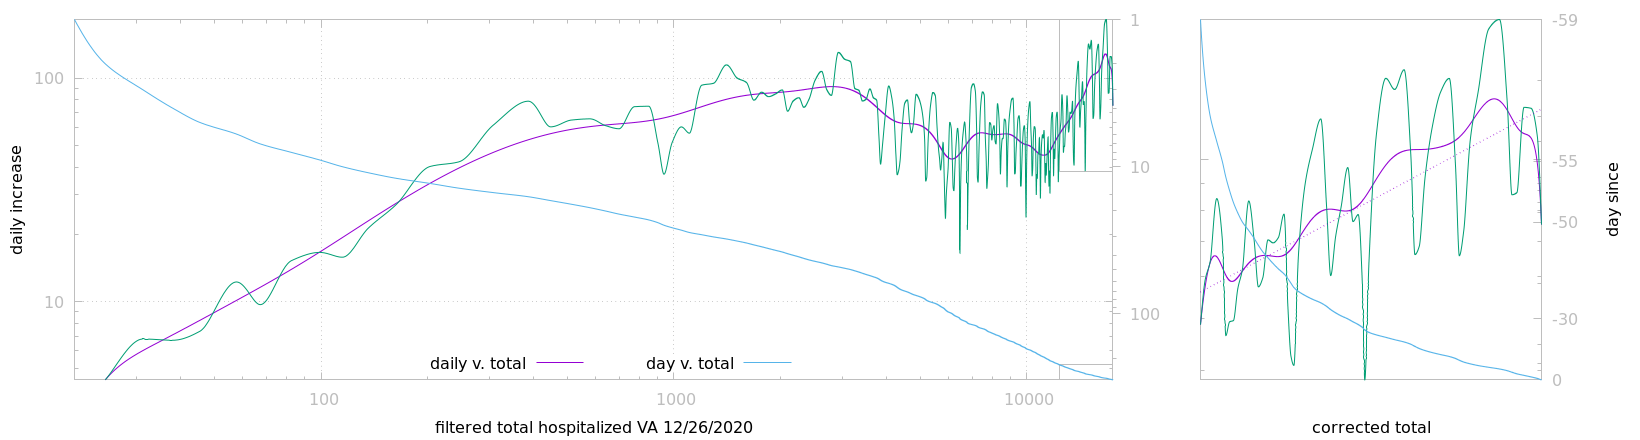 daily increase
100
10
100
1000
10000
filtered total hospitalized VA 12/26/2020
daily v. total
day v. total
1
10
100
corrected total
-59
-55
-50
-30
0
day since